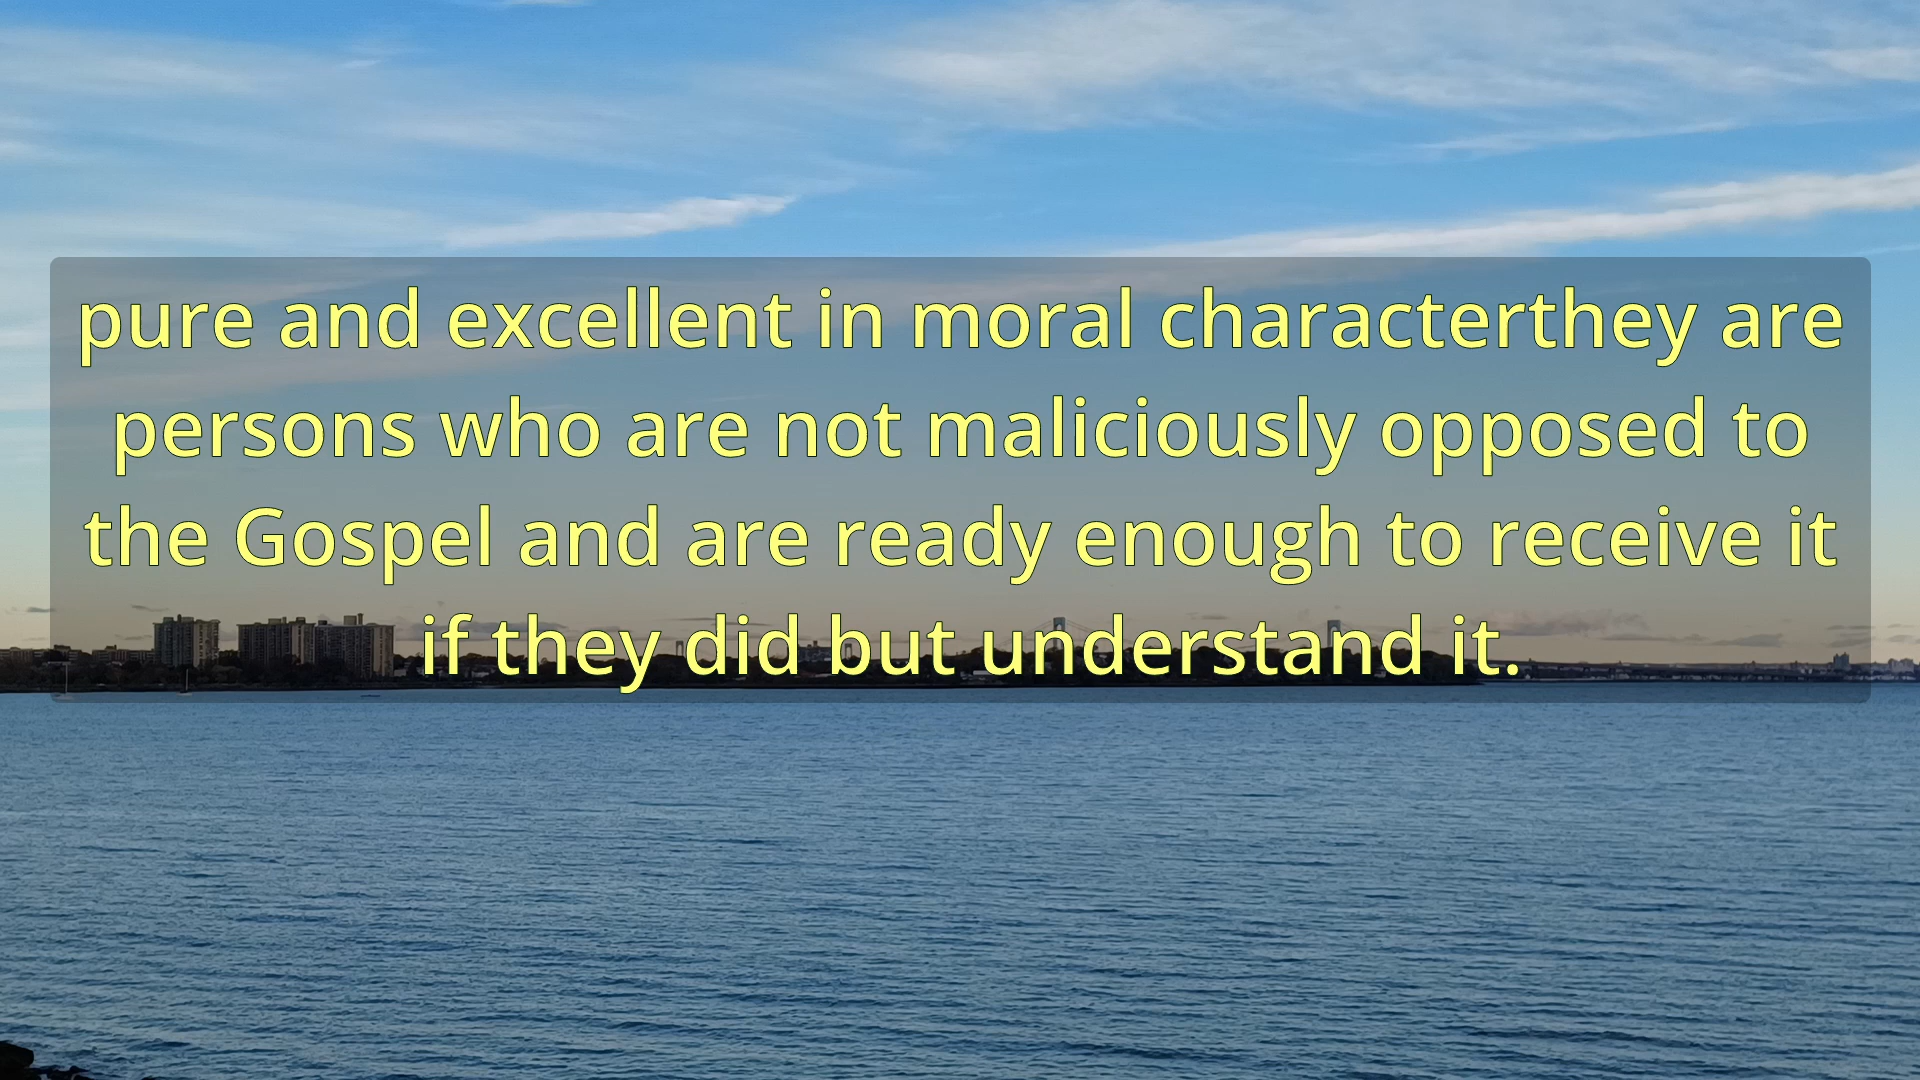 pure and excellent in moral characterthey are
persons who are not maliciously opposed to
the Gospel and are ready enough to receive it
if they did but understand it.